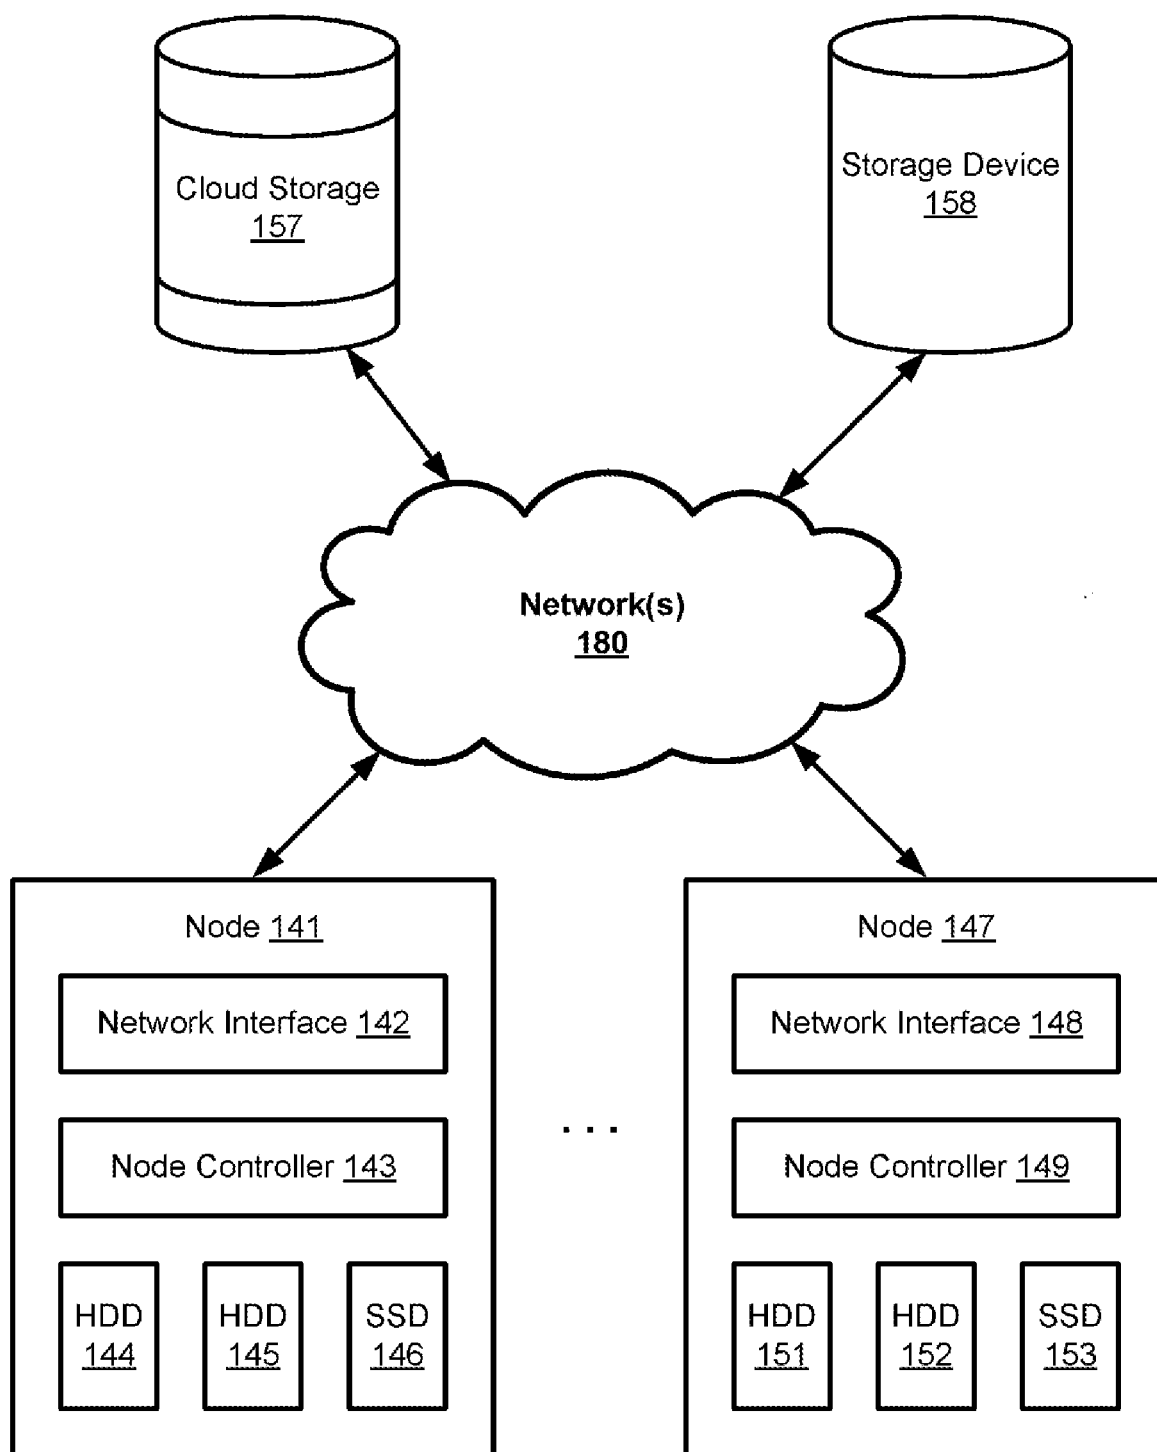 Cloud Storage
157
Storage Device
158
Network(s)
180
Node 141
Network Interface 142
Node Controller 143
HDD
144
HDD
145
SSD
146
. . .
Node 147
Network Interface 148
Node Controller 149
HDD
151
HDD
152
SSD
153